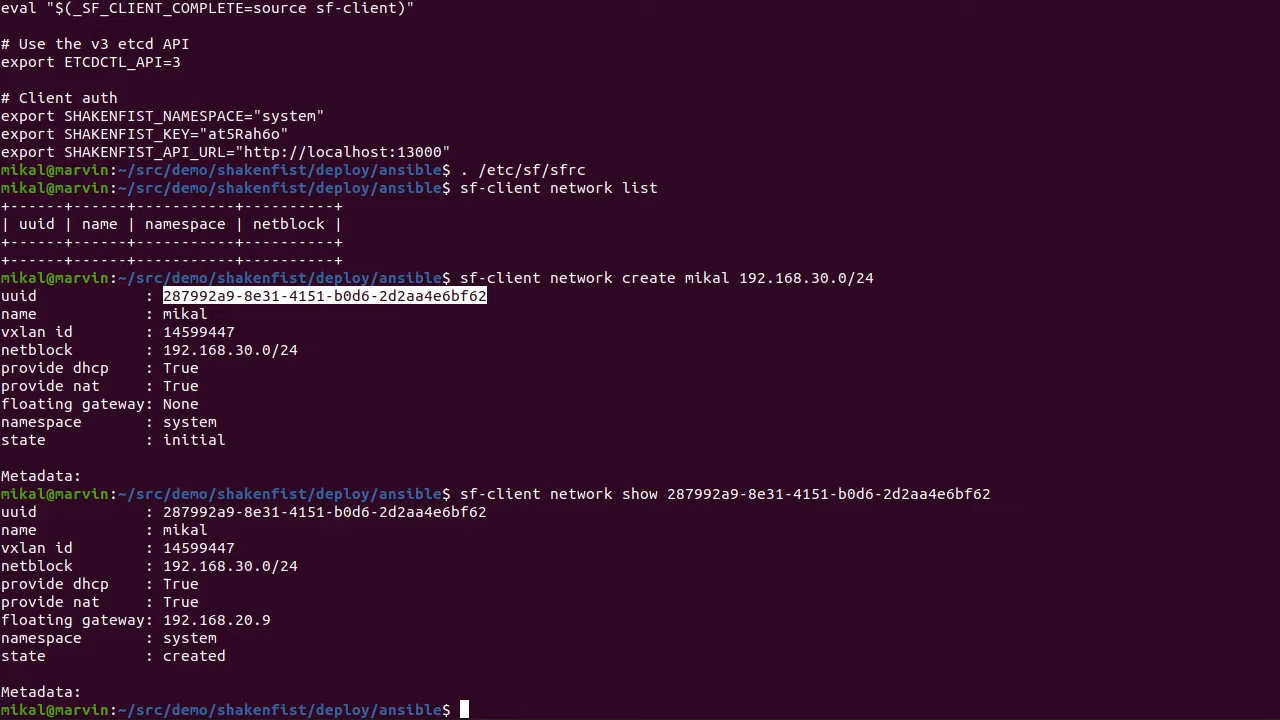 eval "$(_SF_CLIENT_COMPLETE=source sf-client)"
# Use the v3 etcd API
export ETCDCTL_API=3
# Client auth
export SHAKENFIST_NAMESPACE="system"
export SHAKENFIST_KEY="at5Rah6o"
export SHAKENFIST_API_URL="http://localhost:13000"
mikal@marvin:~/src/demo/shakenfist/deploy/ansible$ . /etc/sf/sfrc
mikal@marvin:~/src/demo/shakenfist/deploy/ansible$ sf-client network list
+------+------+-----------+----------+
| uuid | name | namespace | netblock |
+------+------+-----------+----------+
+------+------+-----------+----------+
mikal@marvin:~/src/demo/shakenfist/deploy/ansible$ sf-client network create mikal 192.168.30.0/24
uuid            : 287992a9-8e31-4151-b0d6-2d2aa4e6bf62
name            : mikal
vxlan id        : 14599447
netblock        : 192.168.30.0/24
provide dhcp    : True
provide nat     : True
floating gateway: None
namespace       : system
state           : initial
Metadata:
mikal@marvin:~/src/demo/shakenfist/deploy/ansible$ sf-client network show 287992a9-8e31-4151-b0d6-2d2aa4e6bf62
uuid            : 287992a9-8e31-4151-b0d6-2d2aa4e6bf62
name            : mikal
vxlan id        : 14599447
netblock        : 192.168.30.0/24
provide dhcp    : True
provide nat     : True
floating gateway: 192.168.20.9
namespace       : system
state           : created
Metadata:
mikal@marvin:~/src/demo/shakenfist/deploy/ansible$